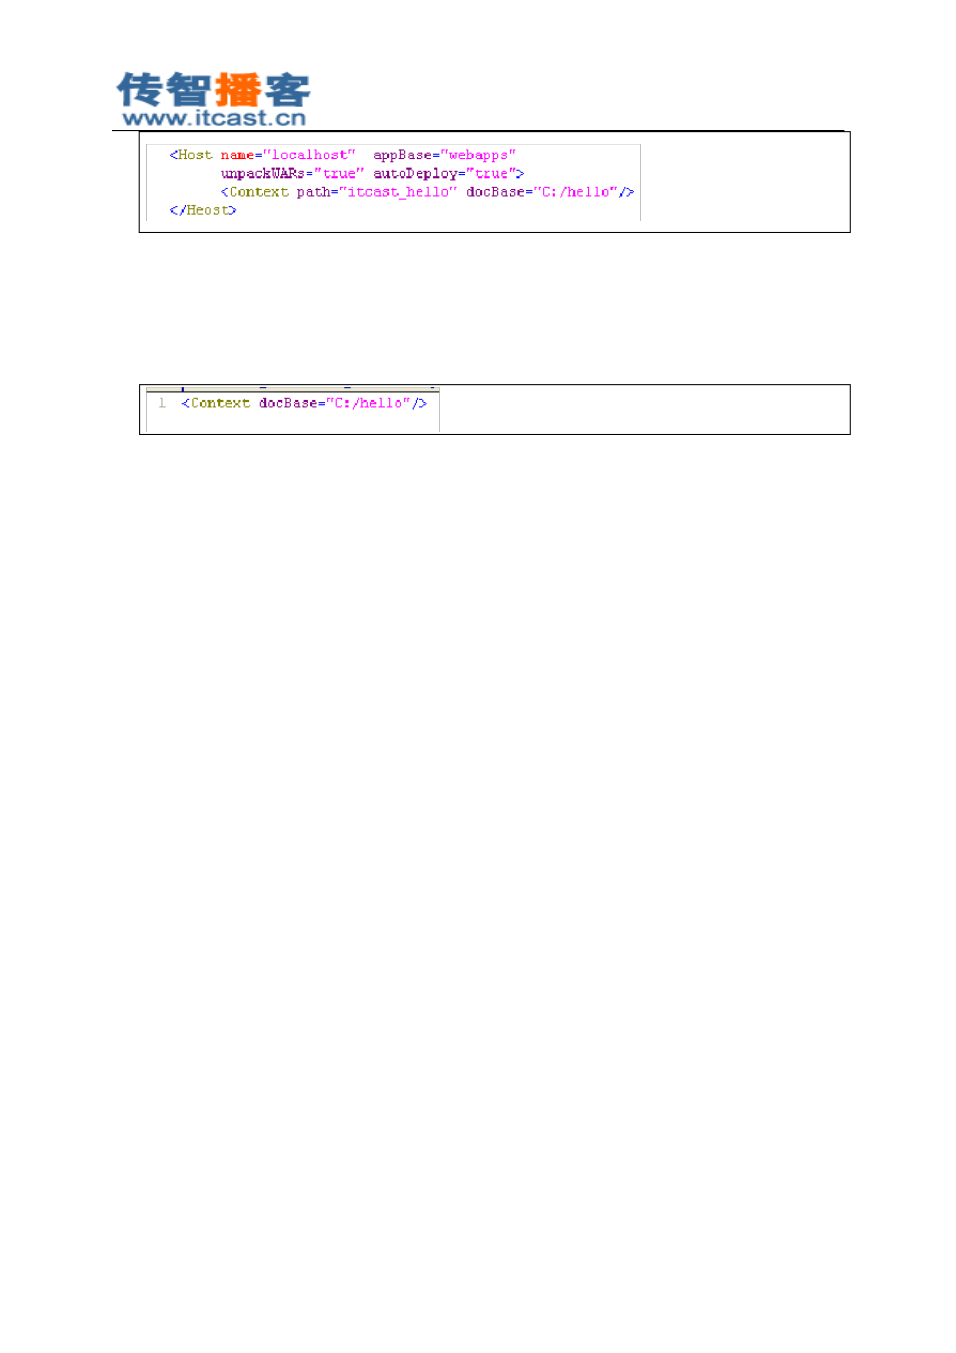 传智播客
www.itcast.cn
<Host name="localhost"  appBase="webapps"
unpackWARs="true" autoDeploy="true">
<Context path="itcast_hello" docBase="C:/hello"/>
</Heost>
1 <Context docBase="C:/hello"/>